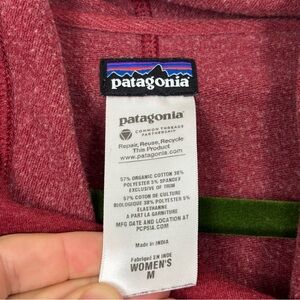 patagonia
patagonia
COMMON THREADS
PARTNERSHIP
Repair, Reuse, Recycle
This Product
www.patagonia.com
57% ORGANIC COTTON 38%
POLYESTER 5% SPANDEX
EXCLUSIVE OF TRIM
57% COTON DE CULTURE
BIOLOGIQUE 38% POLYESTER 5%
ELASTHANNE
A PART LA GARNITURE
MFG DATE AND LOCATION AT
PCPSIA.COM
Made in INDIA
Fabriqué EN INDE
WOMEN'S
M